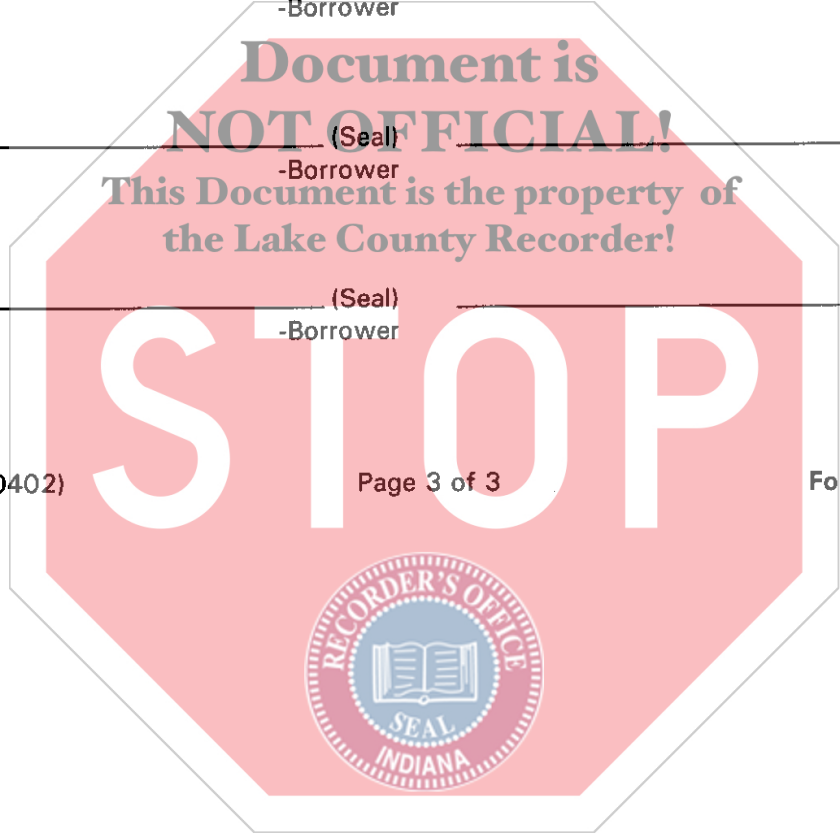 -Borrower
Document is
NOT OFFICIAL!
(Seal)
-Borrower
This Document is the property of
the Lake County Recorder!
(Seal)
-Borrower
STOP
0402) Page 3 of 3 Fo
RECORDER'S OFFICE
SEAL
INDIANA